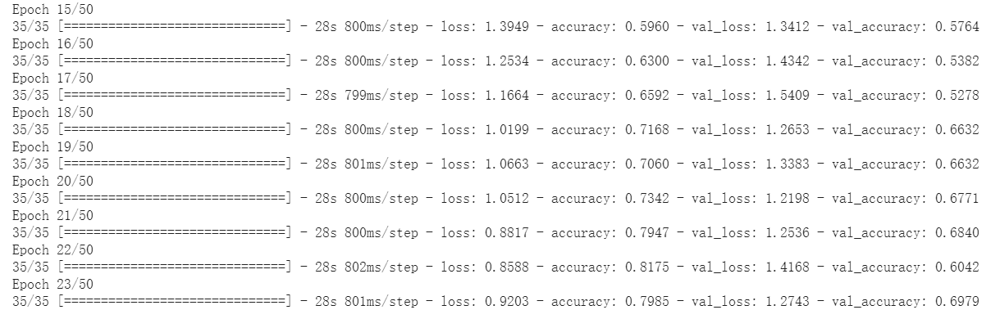 Epoch 15/50
35/35 [==============================] - 28s 800ms/step - loss: 1.3949 - accuracy: 0.5960 - val_loss: 1.3412 - val_accuracy: 0.5764
Epoch 16/50
35/35 [==============================] - 28s 800ms/step - loss: 1.2534 - accuracy: 0.6300 - val_loss: 1.4342 - val_accuracy: 0.5382
Epoch 17/50
35/35 [==============================] - 28s 799ms/step - loss: 1.1664 - accuracy: 0.6592 - val_loss: 1.5409 - val_accuracy: 0.5278
Epoch 18/50
35/35 [==============================] - 28s 800ms/step - loss: 1.0199 - accuracy: 0.7168 - val_loss: 1.2653 - val_accuracy: 0.6632
Epoch 19/50
35/35 [==============================] - 28s 801ms/step - loss: 1.0663 - accuracy: 0.7060 - val_loss: 1.3383 - val_accuracy: 0.6632
Epoch 20/50
35/35 [==============================] - 28s 800ms/step - loss: 1.0512 - accuracy: 0.7342 - val_loss: 1.2198 - val_accuracy: 0.6771
Epoch 21/50
35/35 [==============================] - 28s 800ms/step - loss: 0.8817 - accuracy: 0.7947 - val_loss: 1.2536 - val_accuracy: 0.6840
Epoch 22/50
35/35 [==============================] - 28s 802ms/step - loss: 0.8588 - accuracy: 0.8175 - val_loss: 1.4168 - val_accuracy: 0.6042
Epoch 23/50
35/35 [==============================] - 28s 801ms/step - loss: 0.9203 - accuracy: 0.7985 - val_loss: 1.2743 - val_accuracy: 0.6979